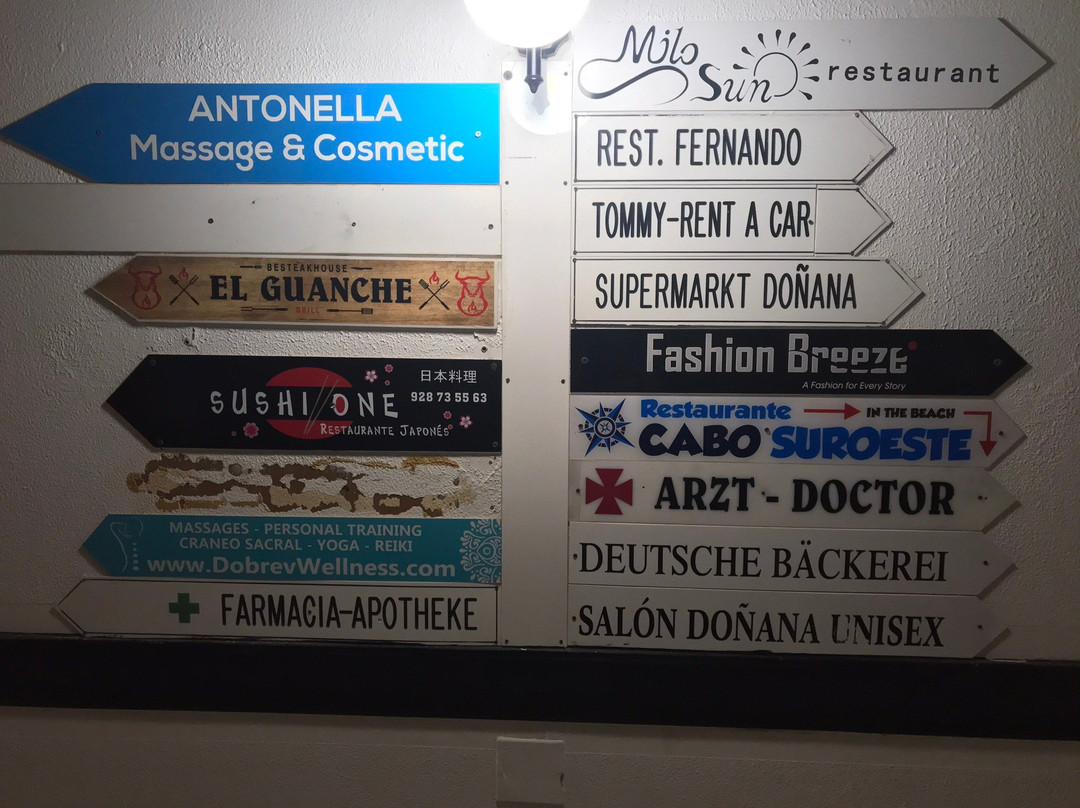 ANTONELLA
Massage & Cosmetic
BESTEAKHOUSE
EL GUANCHE
GRILL
SUSHI ONE
日本料理
928 73 55 63
RESTAURANTE JAPONÉS
MASSAGES - PERSONAL TRAINING
CRANEO SACRAL - YOGA - REIKI
www.DobrevWellness.com
FARMACIA-APOTHEKE
Milo
Sun restaurant
REST. FERNANDO
TOMMY-RENT A CAR
SUPERMARKT DOÑANA
Fashion Breeze
A Fashion for Every Story
Restaurante IN THE BEACH
CABO SUROESTE
ARZT - DOCTOR
DEUTSCHE BÄCKEREI
SALÓN DOÑANA UNISEX